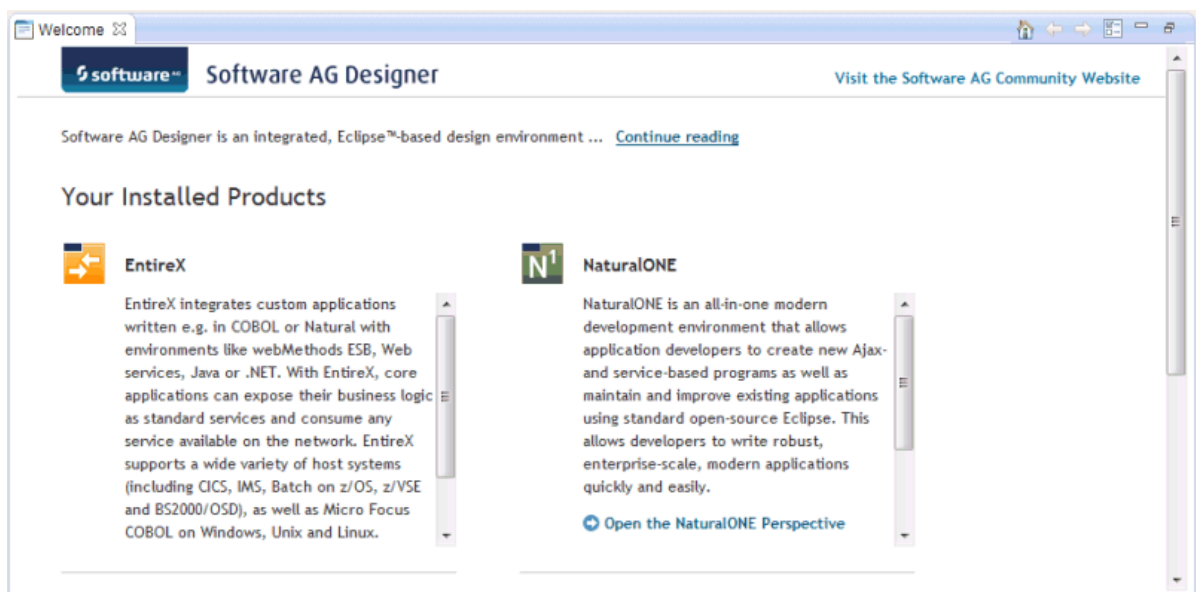 Welcome
software AG
Software AG Designer
Visit the Software AG Community Website
Software AG Designer is an integrated, Eclipse™-based design environment ... Continue reading
Your Installed Products
EntireX
EntireX integrates custom applications
written e.g. in COBOL or Natural with
environments like webMethods ESB, Web
services, Java or .NET. With EntireX, core
applications can expose their business logic
as standard services and consume any
service available on the network. EntireX
supports a wide variety of host systems
(including CICS, IMS, Batch on z/OS, z/VSE
and BS2000/OSD), as well as Micro Focus
COBOL on Windows, Unix and Linux.
N1
NaturalONE
NaturalONE is an all-in-one modern
development environment that allows
application developers to create new Ajax-
and service-based programs as well as
maintain and improve existing applications
using standard open-source Eclipse. This
allows developers to write robust,
enterprise-scale, modern applications
quickly and easily.
Open the NaturalONE Perspective